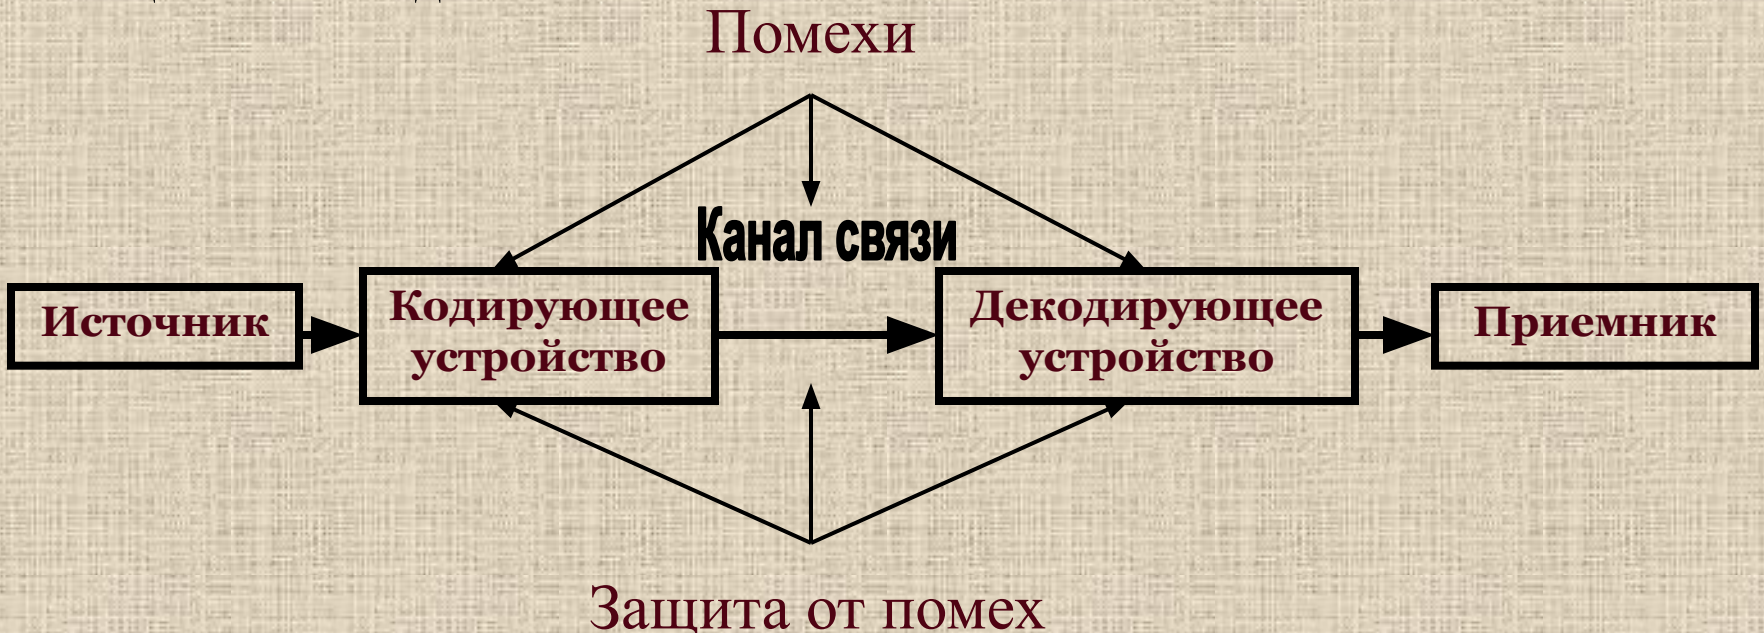 Помехи
Канал связи
Источник
Кодирующее
устройство
Декодирующее
устройство
Приемник
Защита от помех